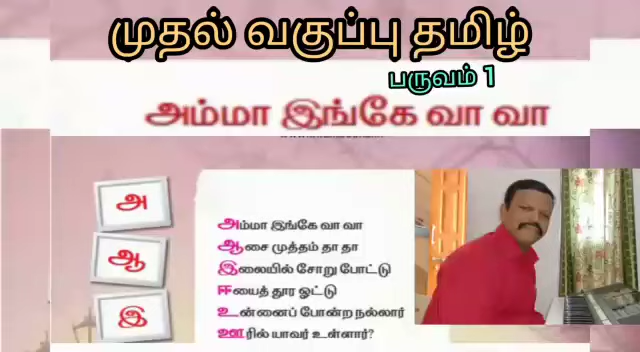 முதல் வகுப்பு தமிழ்
பருவம் 1
அம்மா இங்கே வா வா
அ
ஆ
இ
அம்மா இங்கே வா வா
ஆசை முத்தம் தா தா
இலையில் சோறு போட்டு
ஈயைத் தூர ஓட்டு
உன்னைப் போன்ற நல்லார்
ஊரில் யாவர் உள்ளார்?